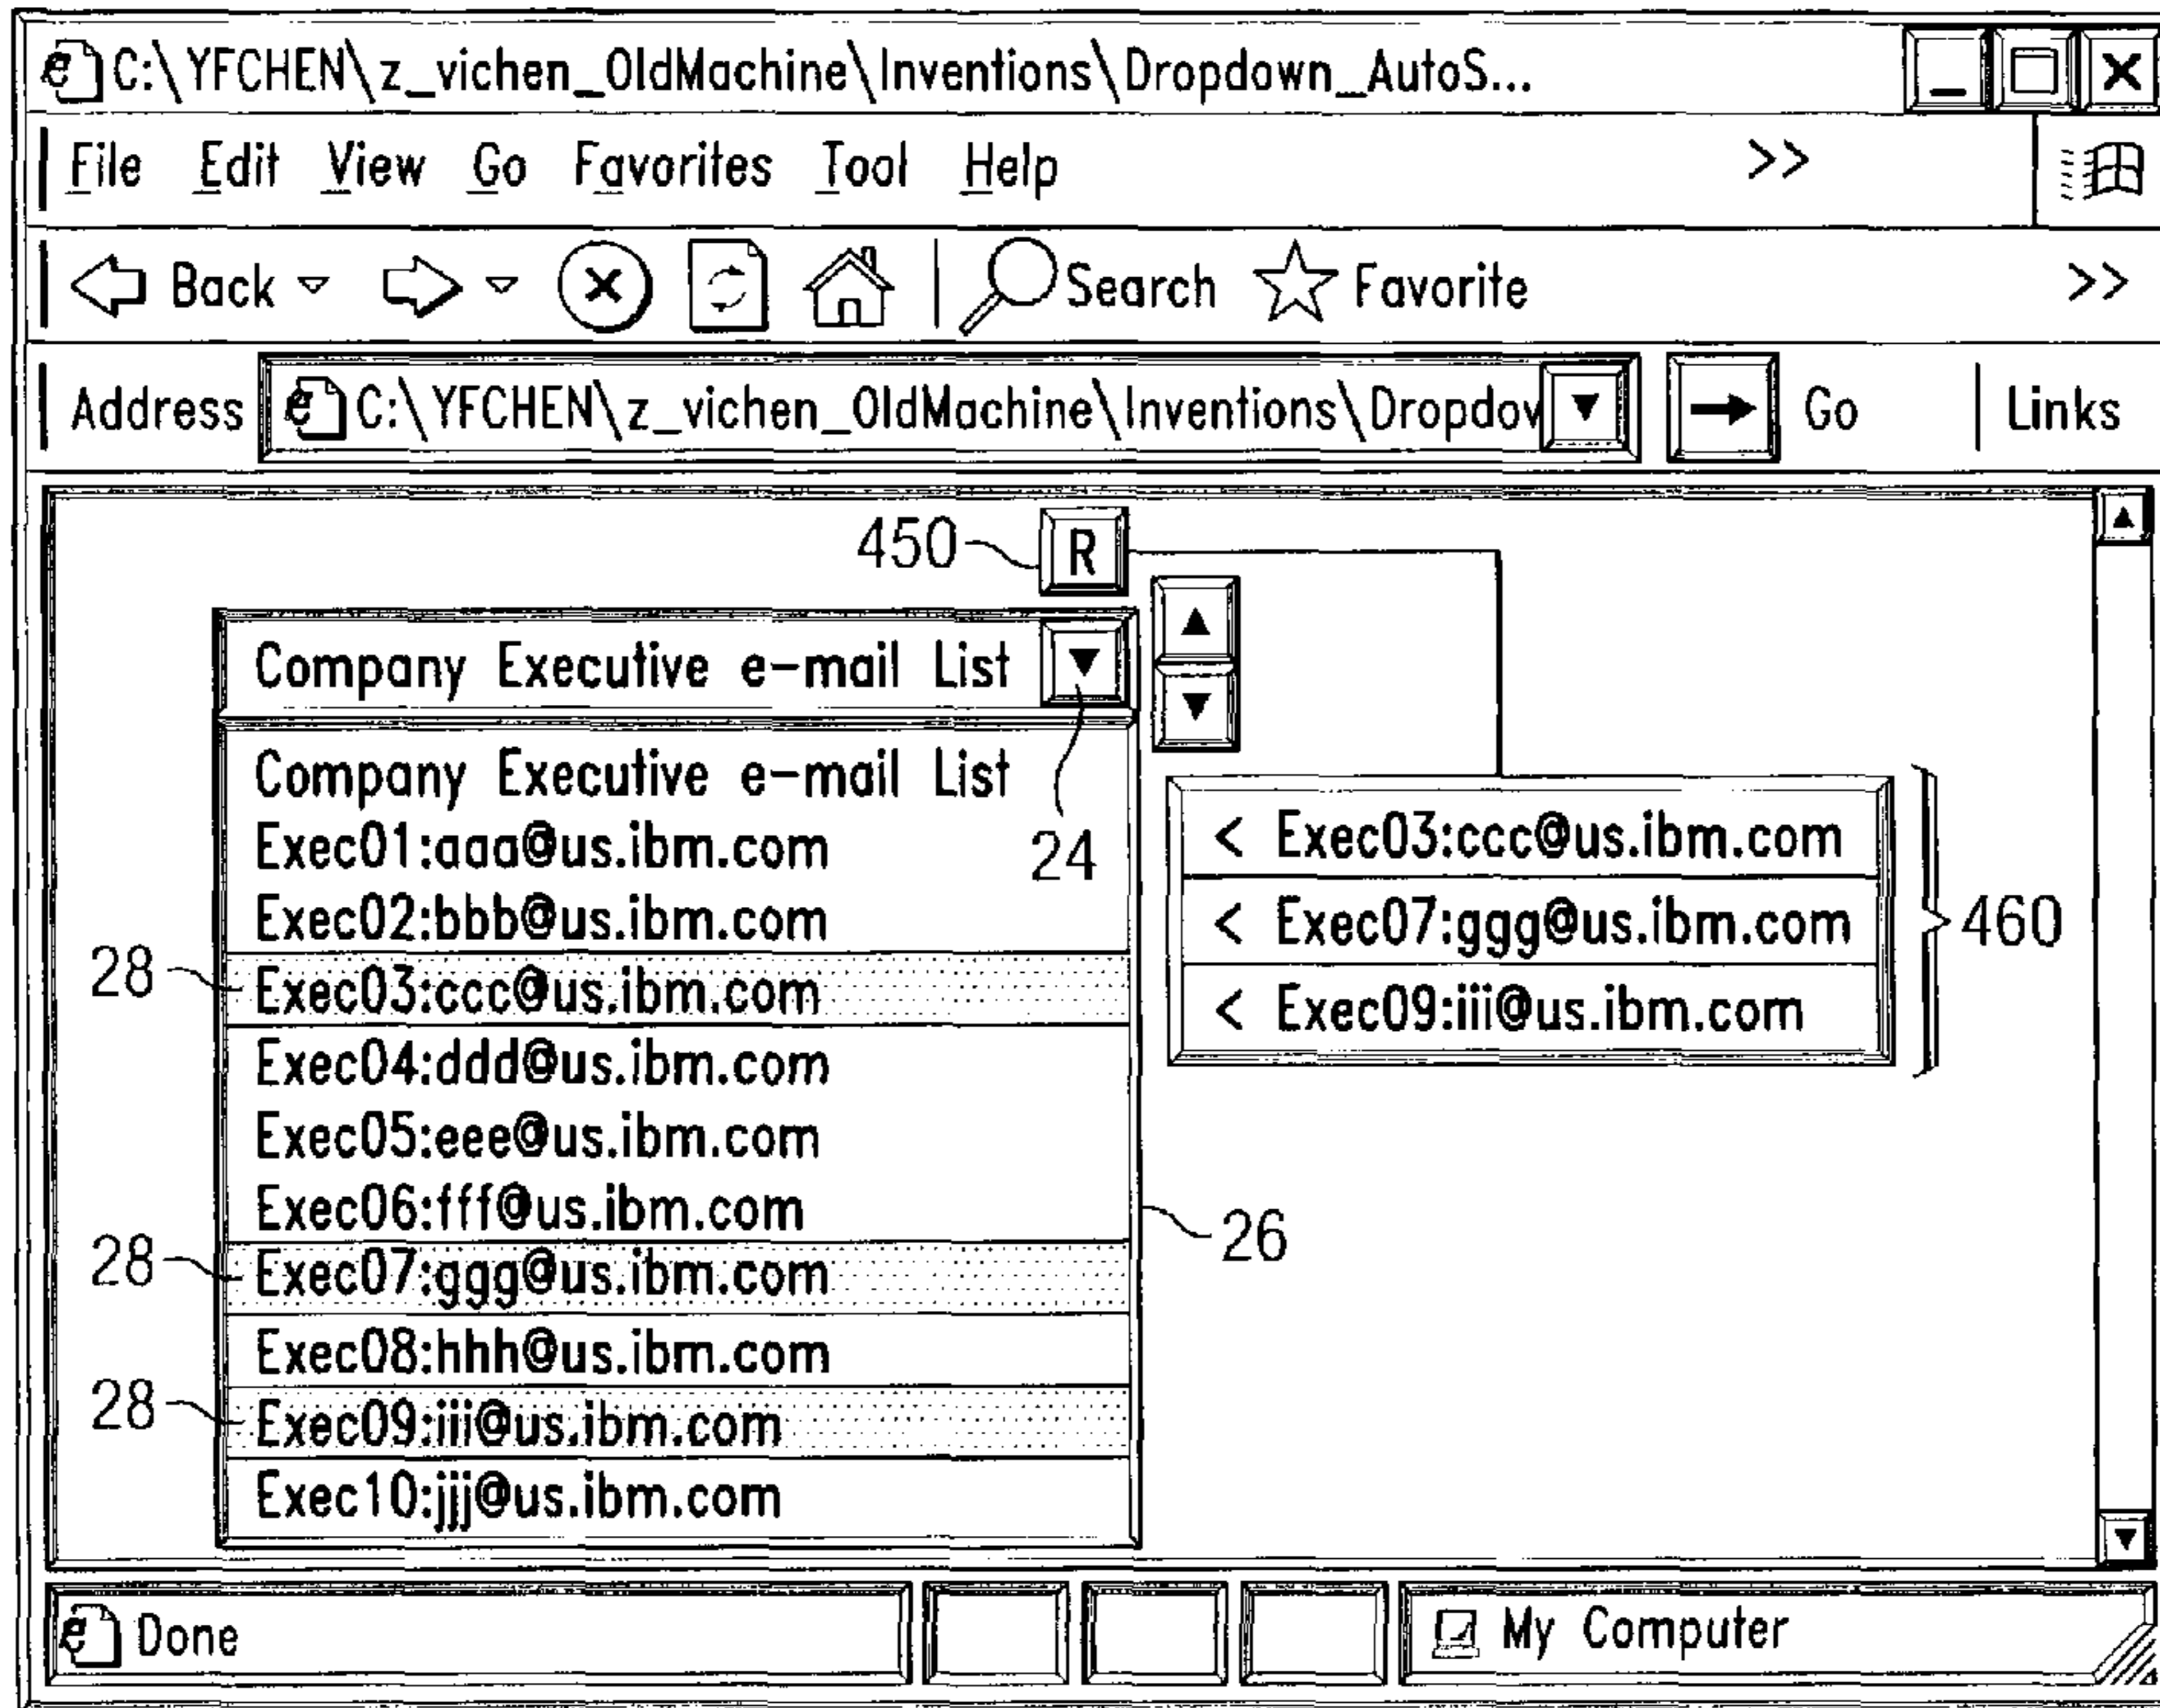 C:\YFCHEN\z_vichen_OldMachine\Inventions\Dropdown_AutoS...
File Edit View Go Favorites Tool Help >>
Back Search Favorite >>
Address C:\YFCHEN\z_vichen_OldMachine\Inventions\Dropdov Go Links
450 R
Company Executive e-mail List
Company Executive e-mail List
Exec01:aaa@us.ibm.com
24
Exec02:bbb@us.ibm.com
28 Exec03:ccc@us.ibm.com
Exec04:ddd@us.ibm.com
Exec05:eee@us.ibm.com
Exec06:fff@us.ibm.com
26
28 Exec07:ggg@us.ibm.com
Exec08:hhh@us.ibm.com
28 Exec09:iii@us.ibm.com
Exec10:jjj@us.ibm.com
< Exec03:ccc@us.ibm.com
< Exec07:ggg@us.ibm.com
460
< Exec09:iii@us.ibm.com
Done My Computer